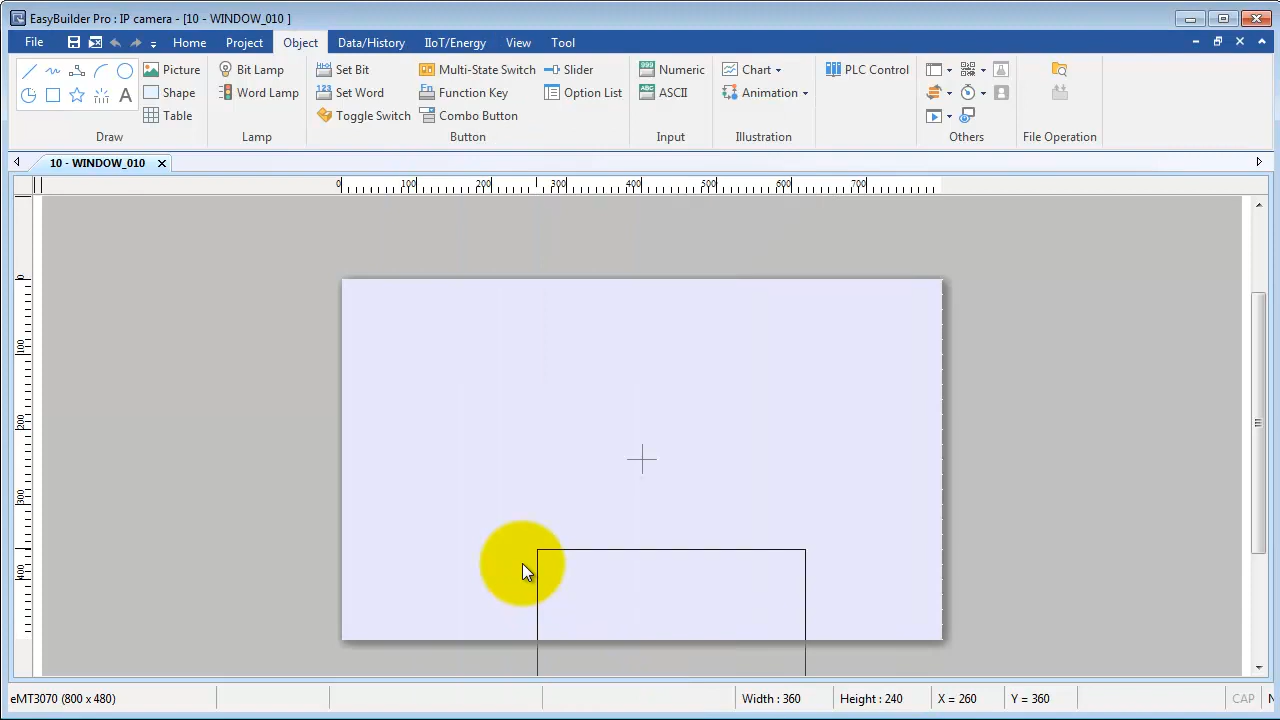 EasyBuilder Pro : IP camera - [10 - WINDOW_010 ]
File Home Project Object Data/History IIoT/Energy View Tool
Picture Bit Lamp Set Bit Multi-State Switch Slider Numeric Chart PLC Control
Shape Word Lamp Set Word Function Key Option List ASCII Animation
Table Toggle Switch Combo Button
Draw Lamp Button Input Illustration Others File Operation
10 - WINDOW_010
0 100 200 300 400 500 600 700
0
100
200
300
400
eMT3070 (800 x 480) Width : 360 Height : 240 X = 260 Y = 360 CAP N